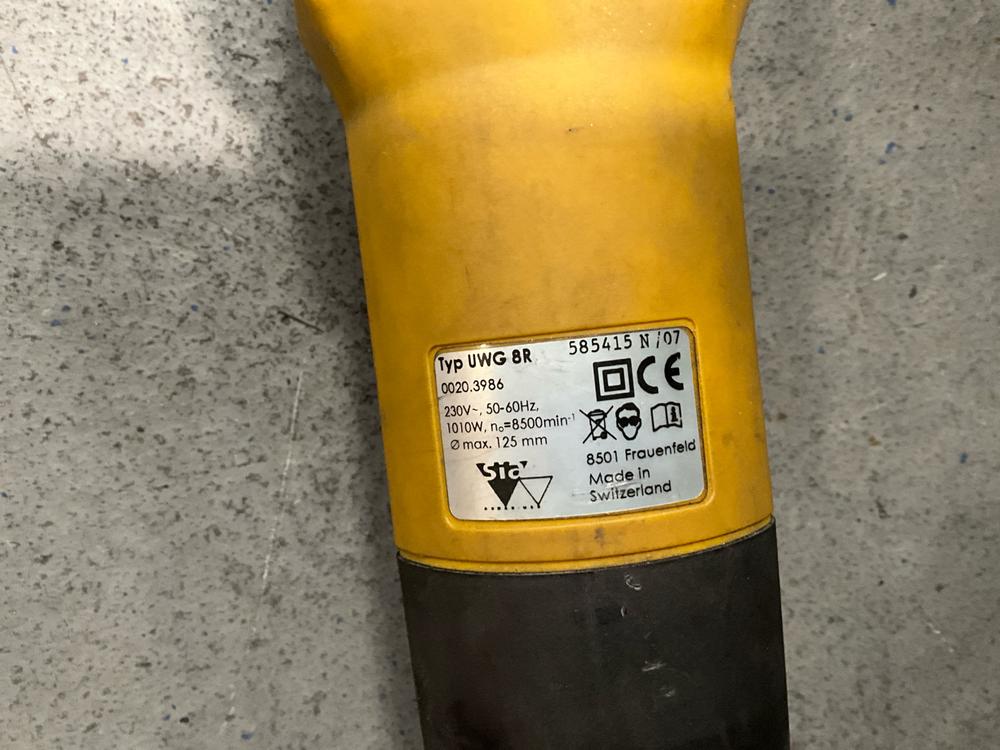 Typ UWG 8R
585415 N/07
0020.3986
230V~, 50-60Hz,
1010W, n₀=8500min⁻¹
Ø max. 125 mm
CE
8501 Frauenfeld
Made in
Switzerland